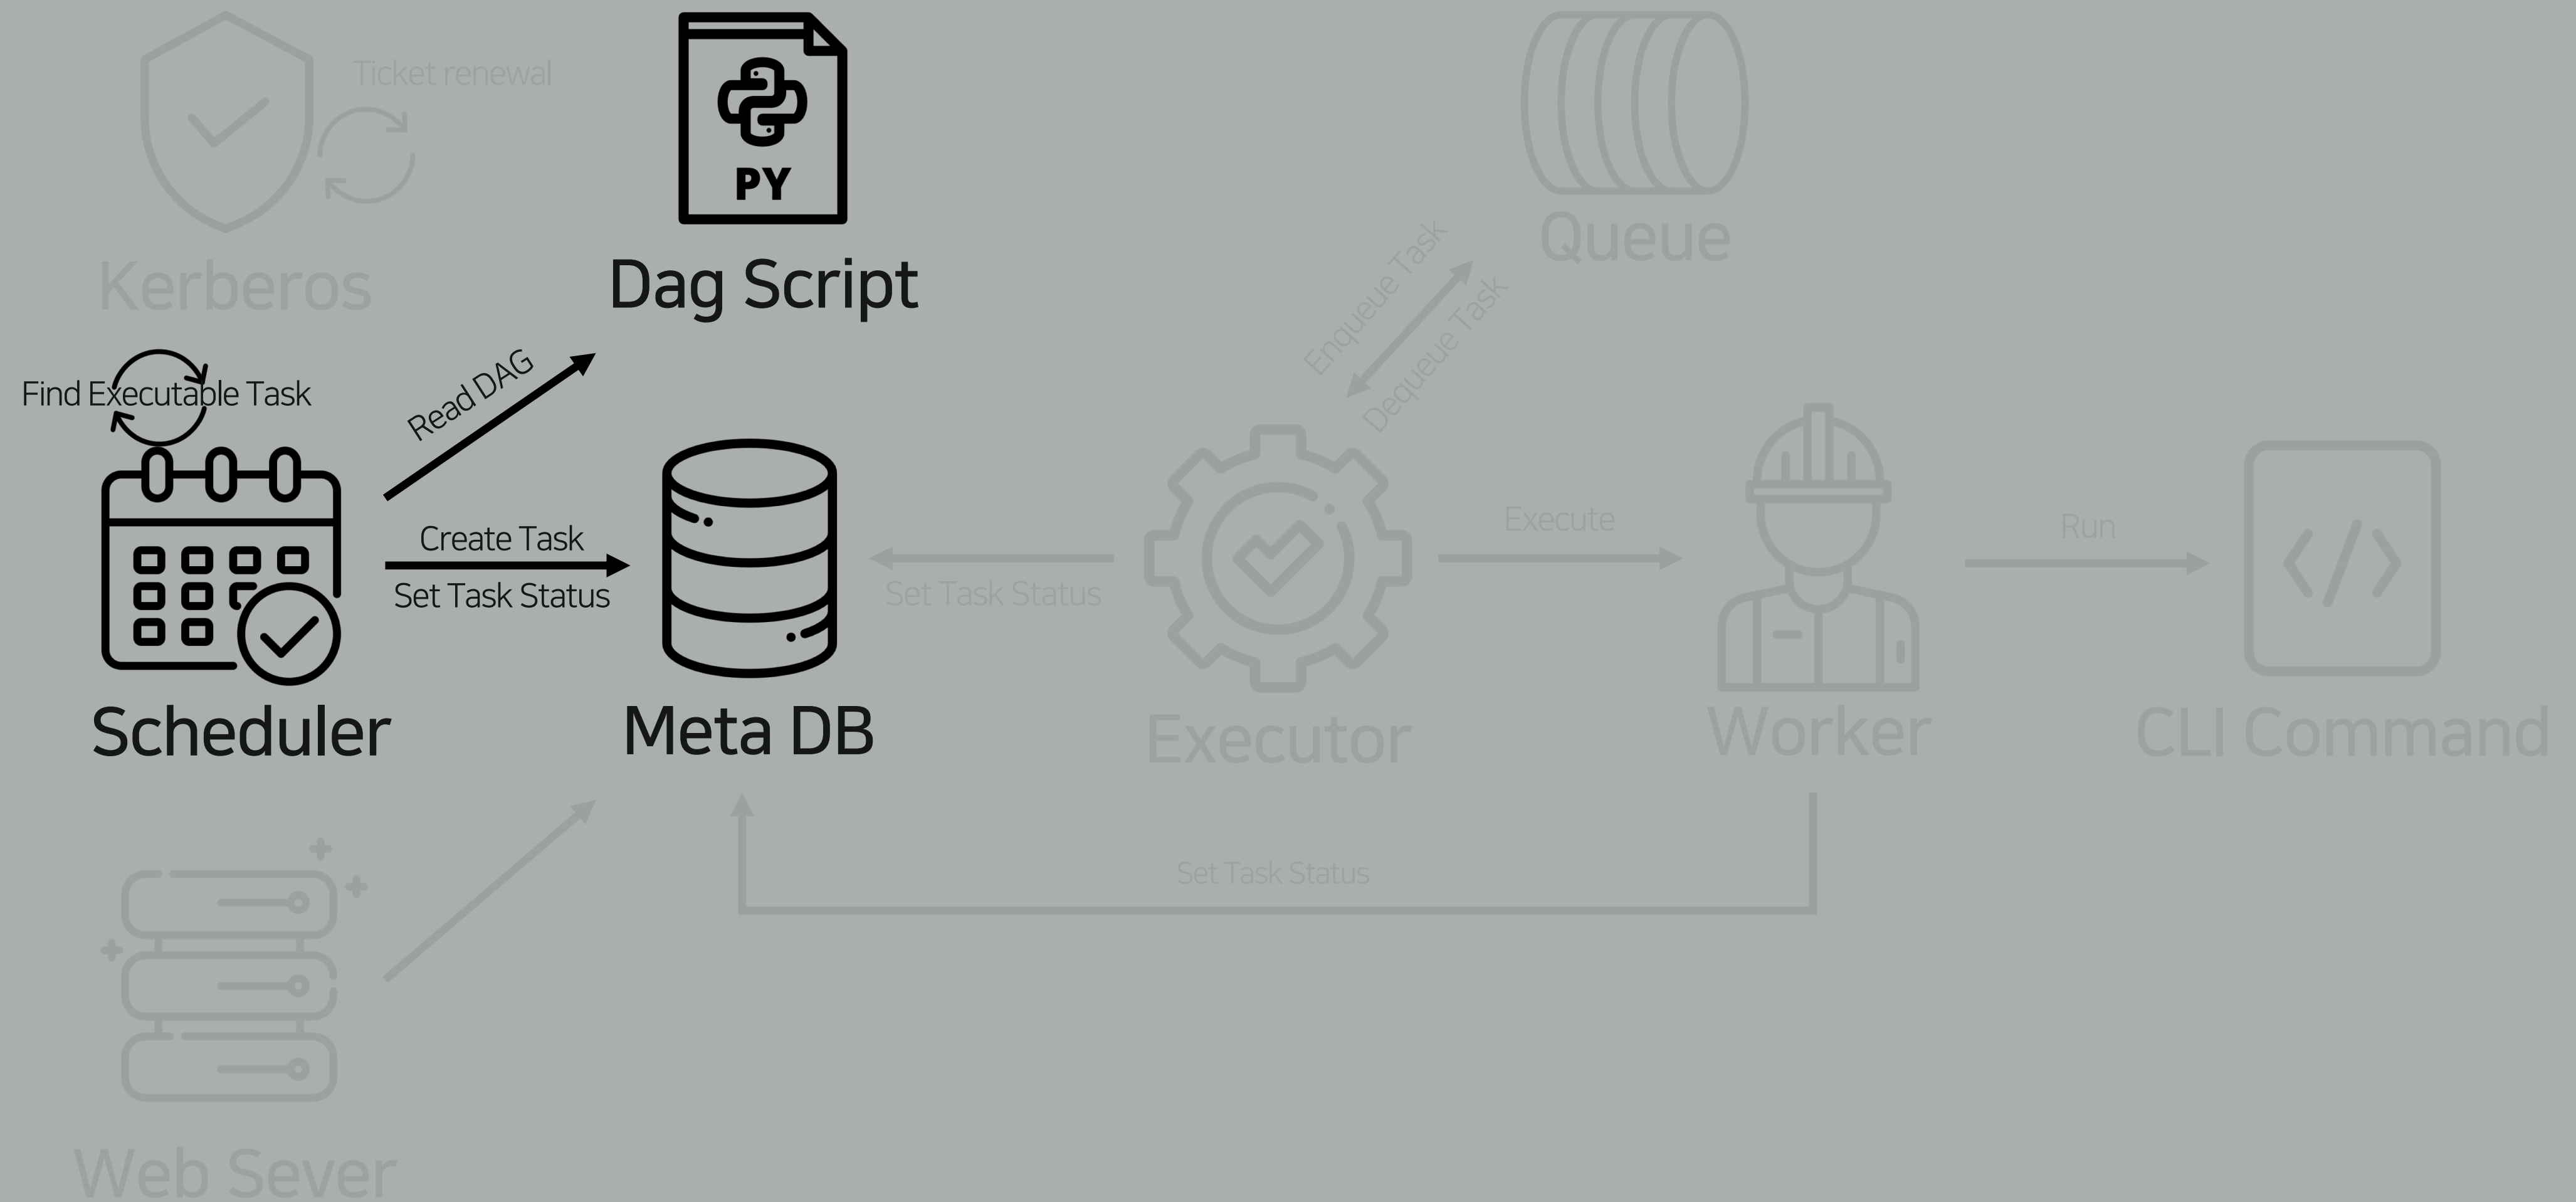 Ticket renewal
PY
Kerberos
Dag Script
Queue
Enqueue Task
Dequeue Task
Find Executable Task
Read DAG
Create Task
Set Task Status
Set Task Status
Execute
Run
Scheduler
Meta DB
Executor
Worker
CLI Command
Set Task Status
Web Sever